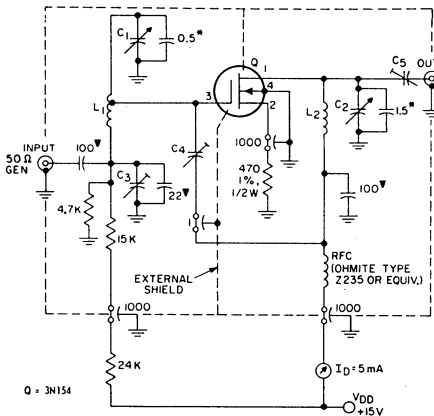 C1
0.5*
Q
1
C5
OUT
3
4
2
L1
L2
C2
1.5*
C4
1000
INPUT
50 Ω
GEN
100▼
C3
22▼
470
1%,
1/2W
100▼
4.7K
15K
1
RFC
(OHMITE TYPE
Z235 OR EQUIV.)
EXTERNAL
SHIELD
1000
1000
24K
ID=5mA
Q = 3N154
VDD
+15V